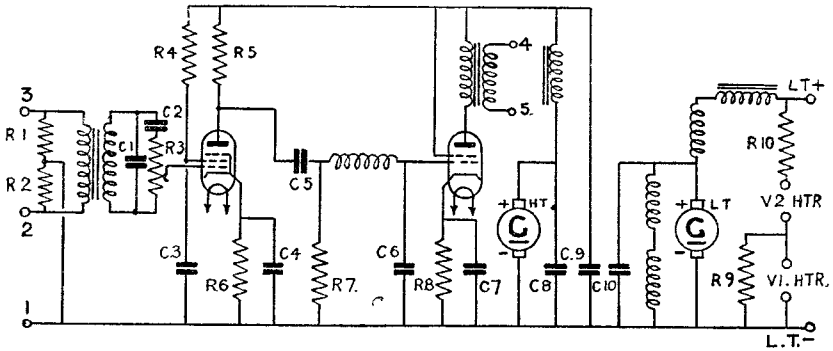 R4
R5
4
5.
LT+
3
C2
R1
C1
R3
R10
R2
C5
+ HT.
+ LT
G
G
V2 HTR
2
-
-
C3
C4
C6
C.9
R6
R7.
R8
C7
C8
C10
R9
V1. HTR.
1
L.T.-